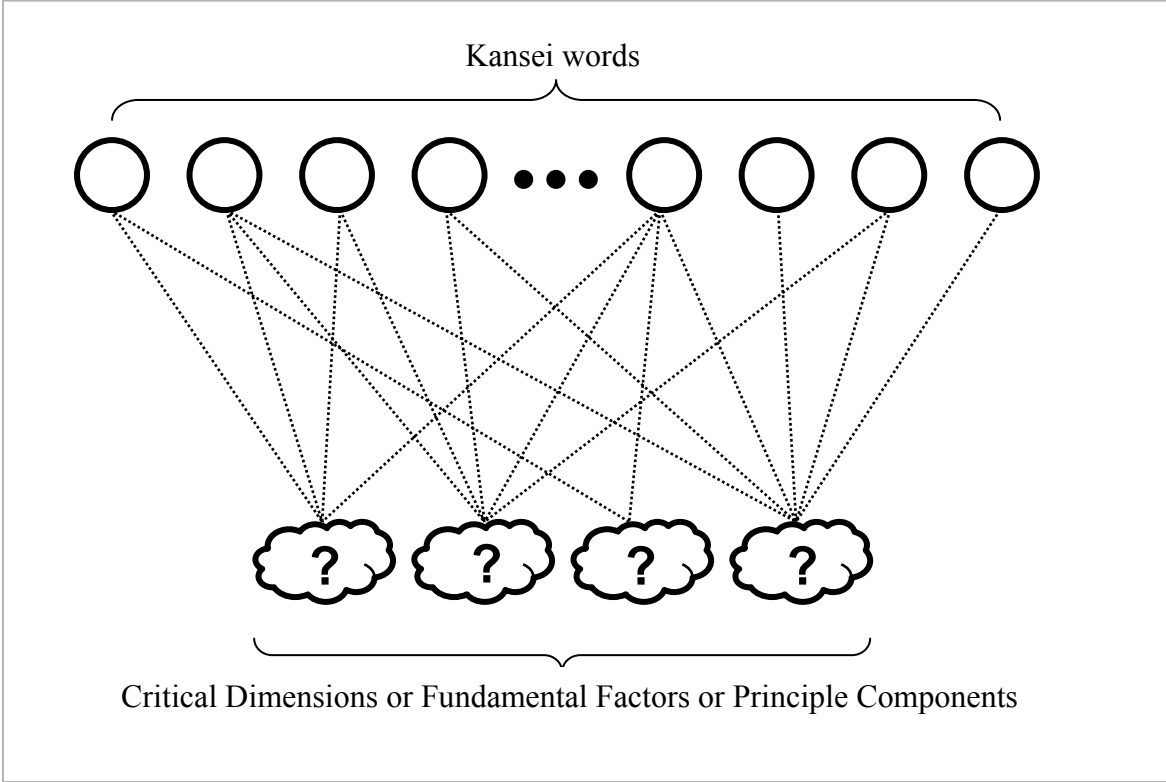 Kansei words
? ? ? ?
Critical Dimensions or Fundamental Factors or Principle Components